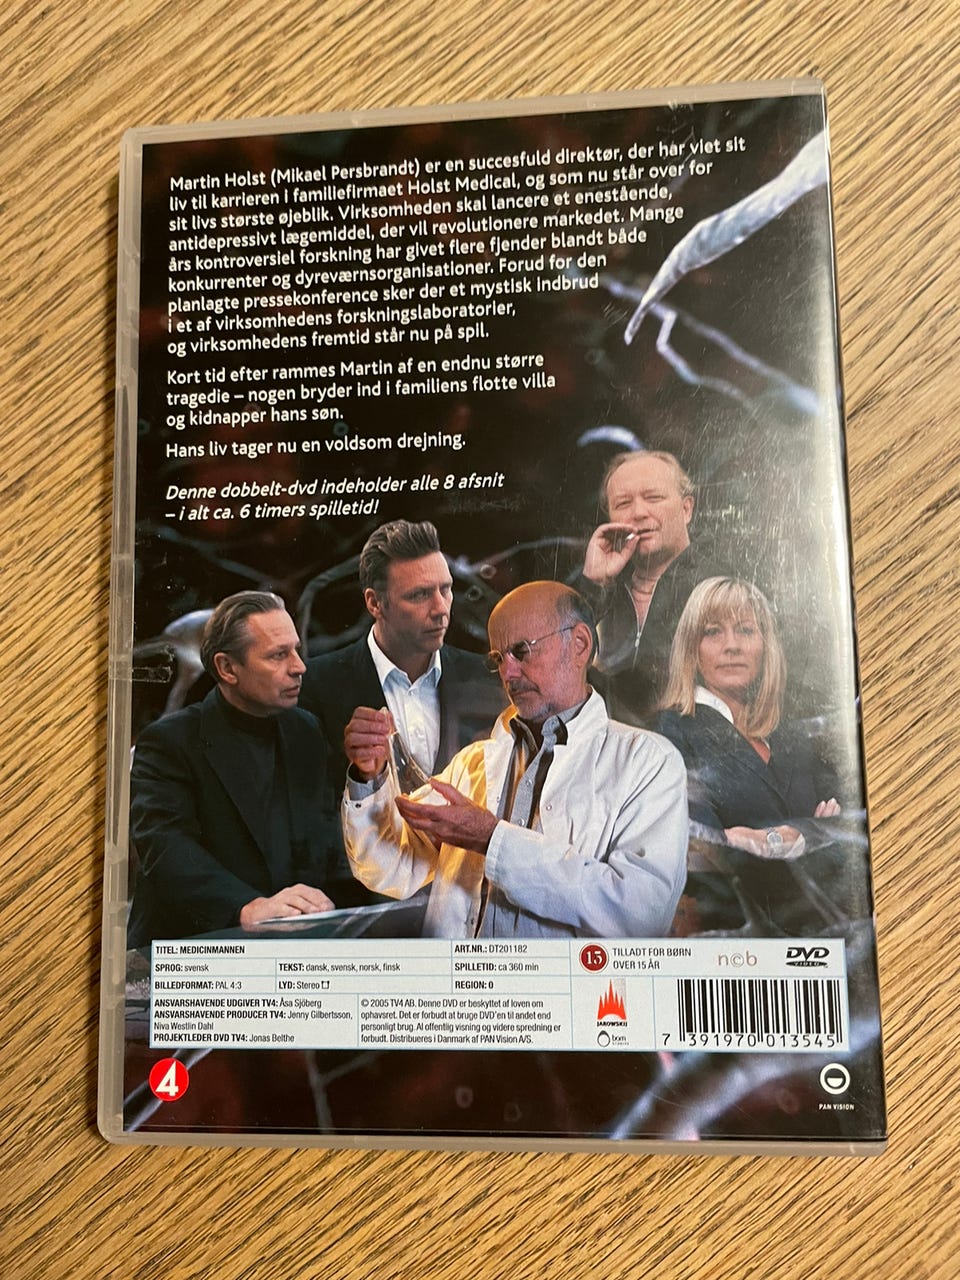 Martin Holst (Mikael Persbrandt) er en succesfuld direktør, der har viet sit
liv til karrieren i familiefirmaet Holst Medical, og som nu står over for
sit livs største øjeblik. Virksomheden skal lancere et enestående,
antidepressivt lægemiddel, der vil revolutionere markedet. Mange
års kontroversiel forskning har givet flere fjender blandt både
konkurrenter og dyreværnsorganisationer. Forud for den
planlagte pressekonference sker der et mystisk indbrud
i et af virksomhedens forskningslaboratorier,
og virksomhedens fremtid står nu på spil.
Kort tid efter rammes Martin af en endnu større
tragedie – nogen bryder ind i familiens flotte villa
og kidnapper hans søn.
Hans liv tager nu en voldsom drejning.
Denne dobbelt-dvd indeholder alle 8 afsnit
– i alt ca. 6 timers spilletid!
TITEL: MEDICINMANNEN
ART.NR.: DT201182
SPROG: svensk
TEKST: dansk, svensk, norsk, finsk
SPILLETID: ca 360 min
BILLEDFORMAT: PAL 4:3
LYD: Stereo
REGION: 0
ANSVARSHAVENDE UDGIVER TV4: Åsa Sjöberg
ANSVARSHAVENDE PRODUCER TV4: Jenny Gilbertsson,
Niva Westlin Dahl
PROJEKTLEDER DVD TV4: Jonas Belthe
© 2005 TV4 AB. Denne DVD er beskyttet af loven om
ophavsret. Det er forbudt at bruge DVD'en til andet end
personligt brug. Al offentlig visning og videre spredning er
forbudt. Distribueres i Danmark af PAN Vision A/S.
15
TILLADT FOR BØRN
OVER 15 ÅR
n©b
DVD
VIDEO
JAROWSKIJ
bom
7 391970 013545
4
PAN VISION